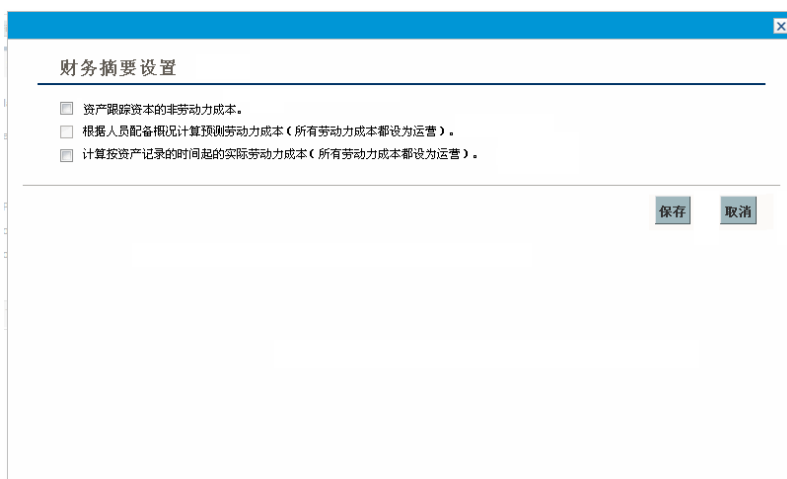 财务摘要设置
资产跟踪资本的非劳动力成本。
根据人员配备概况计算预测劳动力成本（所有劳动力成本都设为运营）。
计算按资产记录的时间起的实际劳动力成本（所有劳动力成本都设为运营）。
保存 取消